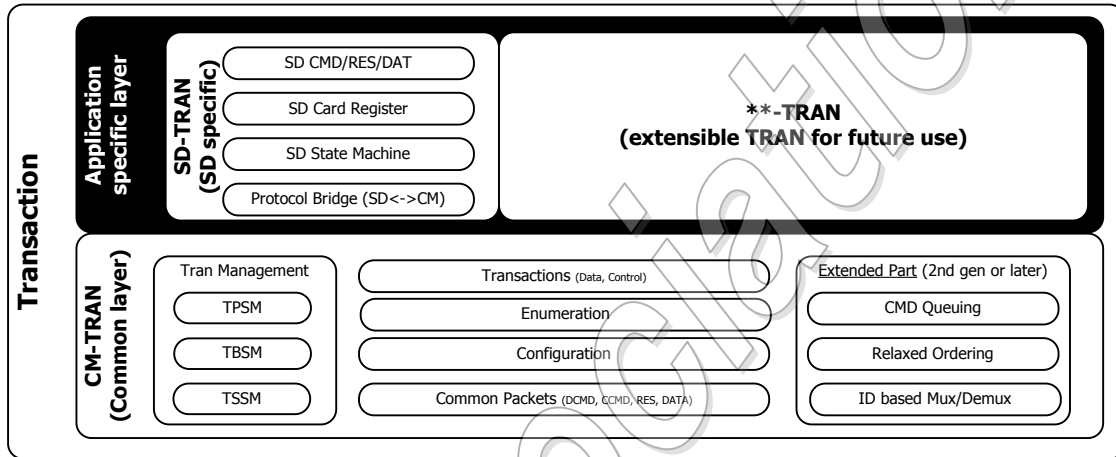 Transaction
Application
specific layer
SD-TRAN
(SD specific)
SD CMD/RES/DAT
SD Card Register
SD State Machine
Protocol Bridge (SD<->CM)
**-TRAN
(extensible TRAN for future use)
CM-TRAN
(Common layer)
Tran Management
TPSM
TBSM
TSSM
Transactions (Data, Control)
Enumeration
Configuration
Common Packets (DCMD, CCMD, RES, DATA)
Extended Part (2nd gen or later)
CMD Queuing
Relaxed Ordering
ID based Mux/Demux